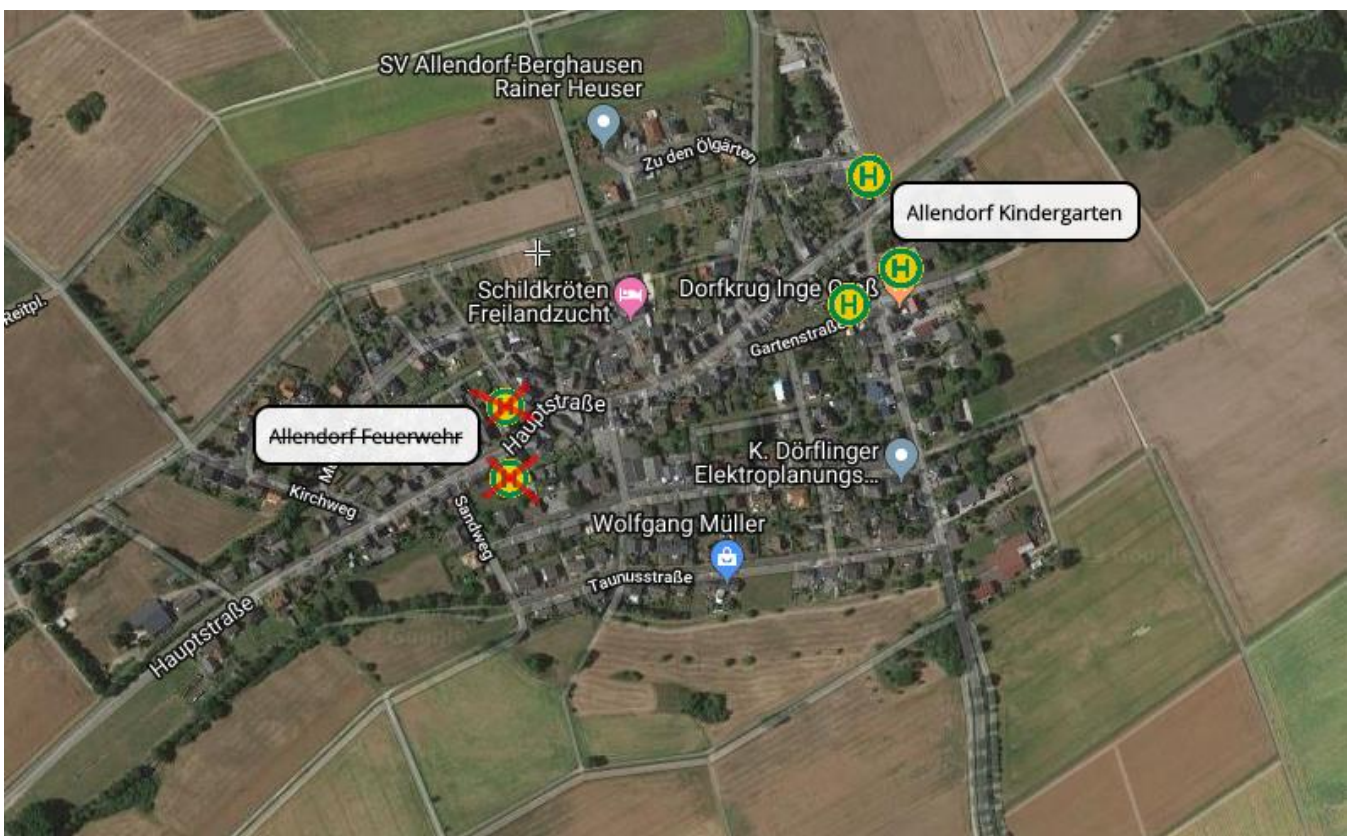 SV Allendorf-Berghausen
Rainer Heuser
Zu den Ölgärten
H
Allendorf Kindergarten
H
H
Schildkröten
Freilandzucht
Dorfkrug Inge
Gartenstraße
Reitpl.
H
Hauptstraße
Allendorf Feuerwehr
H
Kirchweg
Sandweg
K. Dörflinger
Elektroplanungs...
Wolfgang Müller
Taunusstraße
Hauptstraße